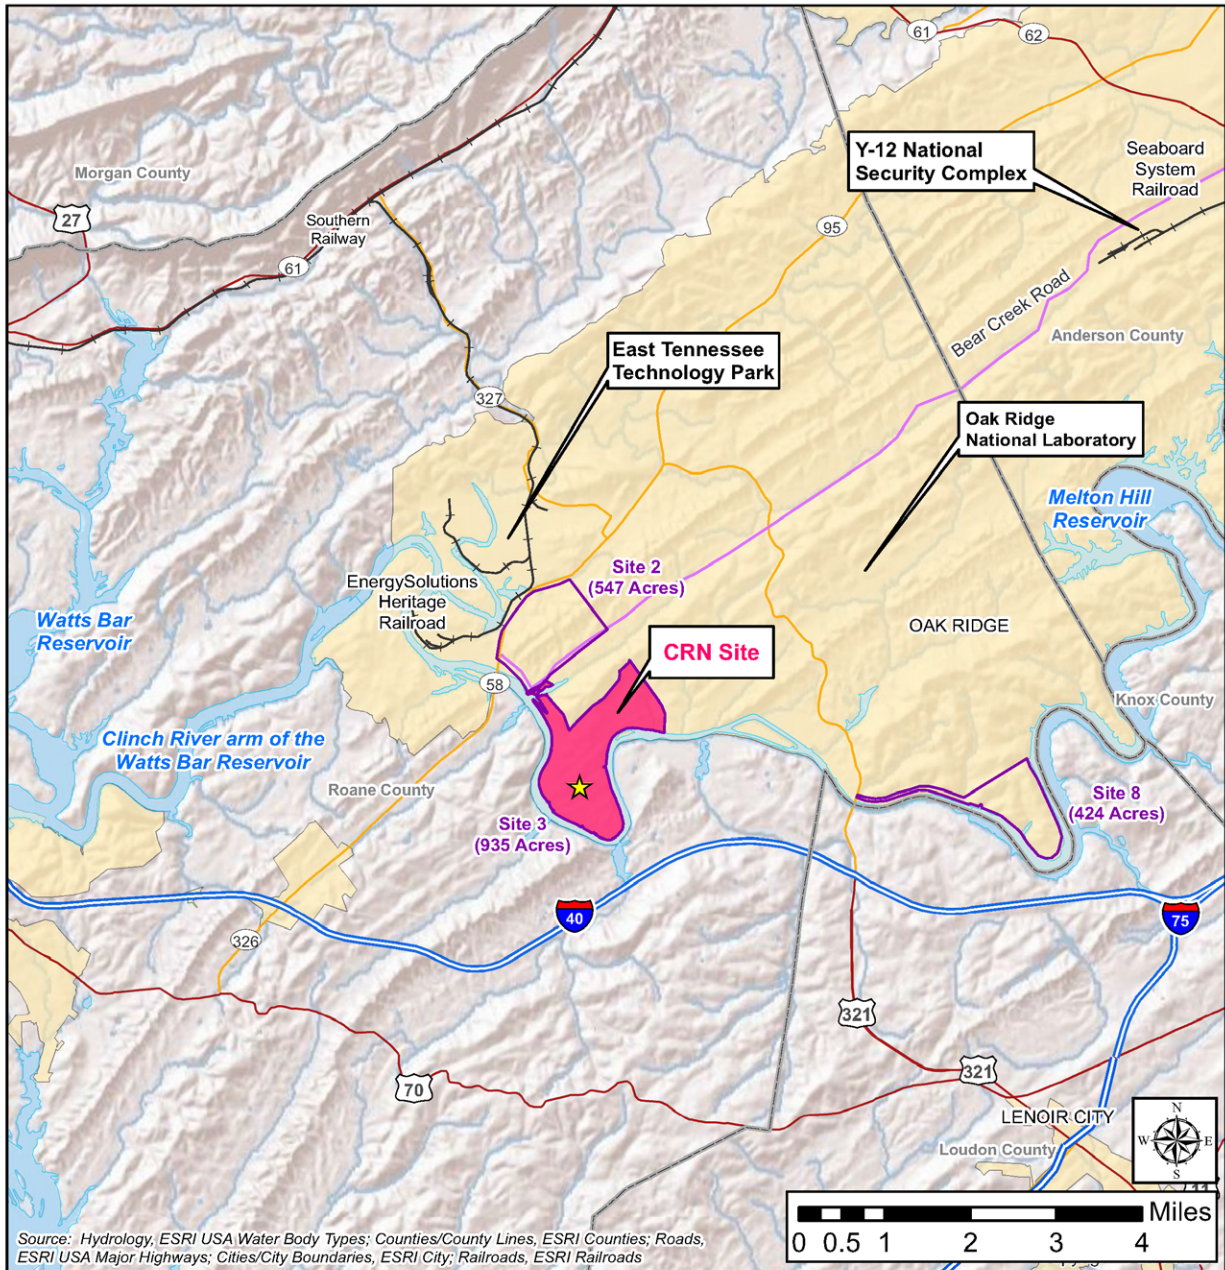 61
62
Y-12 National
Security Complex
Seaboard
System
Railroad
Morgan County
27
Southern
Railway
95
61
Bear Creek Road
Anderson County
East Tennessee
Technology Park
327
Oak Ridge
National Laboratory
Melton Hill
Reservoir
Site 2
(547 Acres)
EnergySolutions
Heritage
Railroad
Watts Bar
Reservoir
OAK RIDGE
CRN Site
58
Knox County
Clinch River arm of the
Watts Bar Reservoir
Roane County
Site 3
(935 Acres)
Site 8
(424 Acres)
40
75
326
321
321
70
LENOIR CITY
Loudon County
N
W
E
S
Miles
0 0.5 1 2 3 4
Source: Hydrology, ESRI USA Water Body Types; Counties/County Lines, ESRI Counties; Roads,
ESRI USA Major Highways; Cities/City Boundaries, ESRI City; Railroads, ESRI Railroads